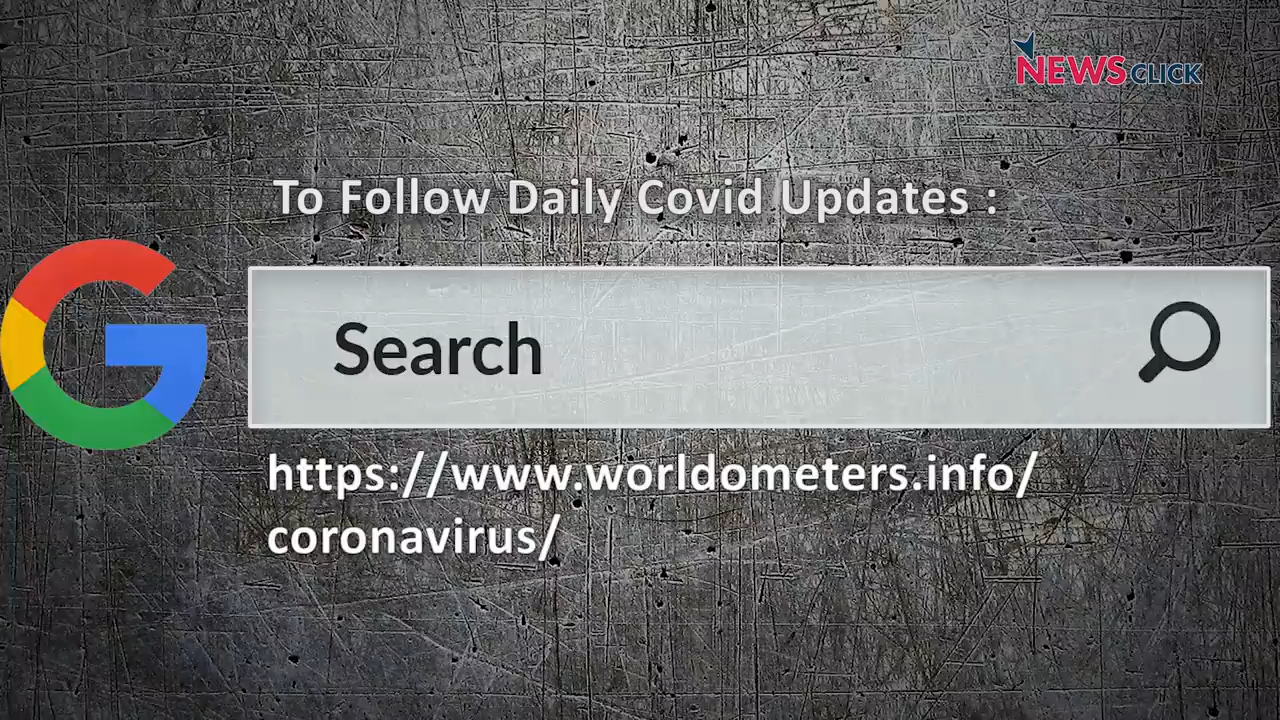 NEWSCLICK
To Follow Daily Covid Updates :
Search
https://www.worldometers.info/
coronavirus/